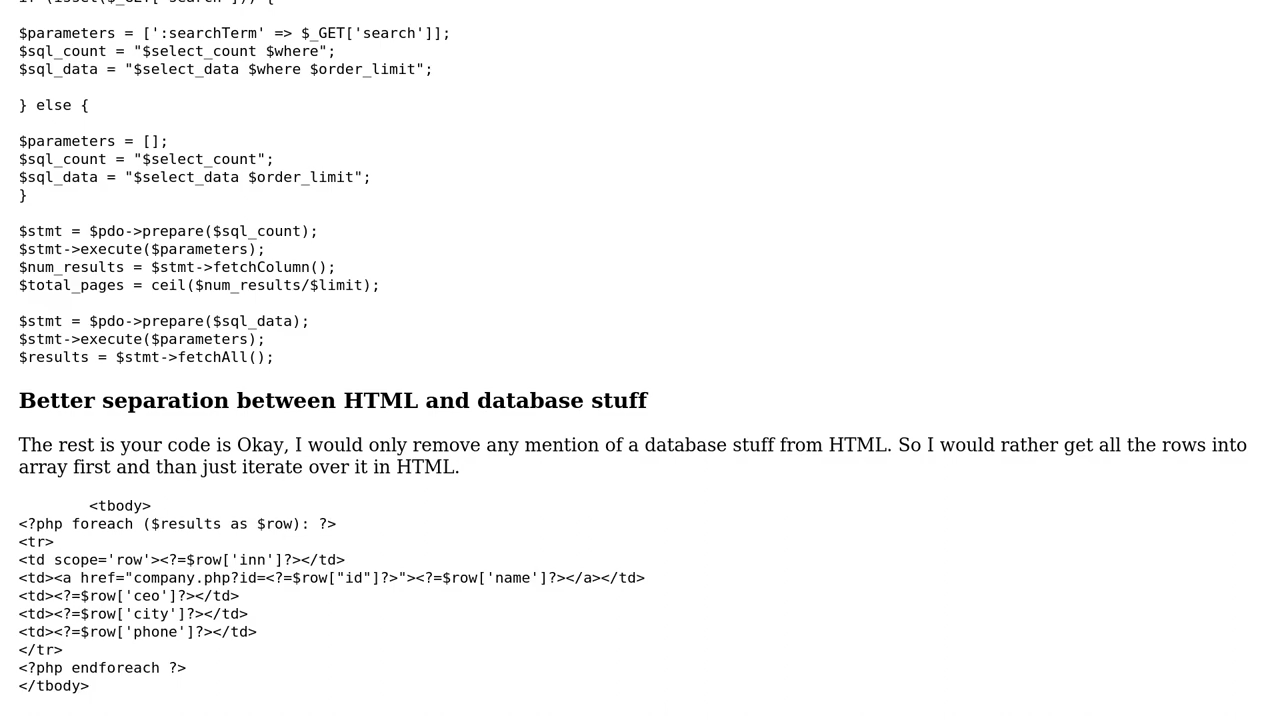 if (isset($_GET['search'])) {
$parameters = [':searchTerm' => $_GET['search']];
$sql_count = "$select_count $where";
$sql_data = "$select_data $where $order_limit";
} else {
$parameters = [];
$sql_count = "$select_count";
$sql_data = "$select_data $order_limit";
}
$stmt = $pdo->prepare($sql_count);
$stmt->execute($parameters);
$num_results = $stmt->fetchColumn();
$total_pages = ceil($num_results/$limit);
$stmt = $pdo->prepare($sql_data);
$stmt->execute($parameters);
$results = $stmt->fetchAll();
Better separation between HTML and database stuff
The rest is your code is Okay, I would only remove any mention of a database stuff from HTML. So I would rather get all the rows into
array first and than just iterate over it in HTML.
<tbody>
<?php foreach ($results as $row): ?>
<tr>
<td scope='row'><?=$row['inn']?></td>
<td><a href="company.php?id=<?=$row["id"]?>"><?=$row['name']?></a></td>
<td><?=$row['ceo']?></td>
<td><?=$row['city']?></td>
<td><?=$row['phone']?></td>
</tr>
<?php endforeach ?>
</tbody>